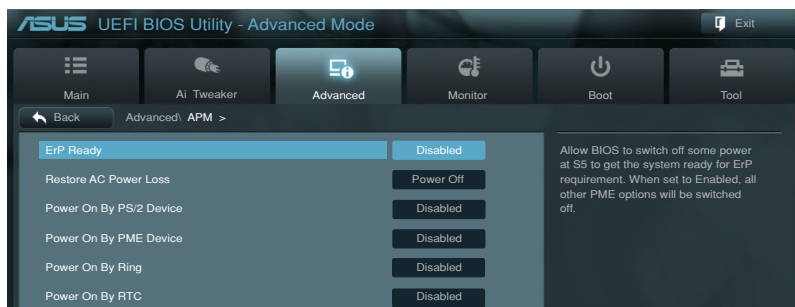 ASUS UEFI BIOS Utility - Advanced Mode
Exit
Main
Ai Tweaker
Advanced
Monitor
Boot
Tool
Back
Advanced\ APM >
ErP Ready Disabled
Restore AC Power Loss Power Off
Power On By PS/2 Device Disabled
Power On By PME Device Disabled
Power On By Ring Disabled
Power On By RTC Disabled
Allow BIOS to switch off some power
at S5 to get the system ready for ErP
requirement. When set to Enabled, all
other PME options will be switched
off.